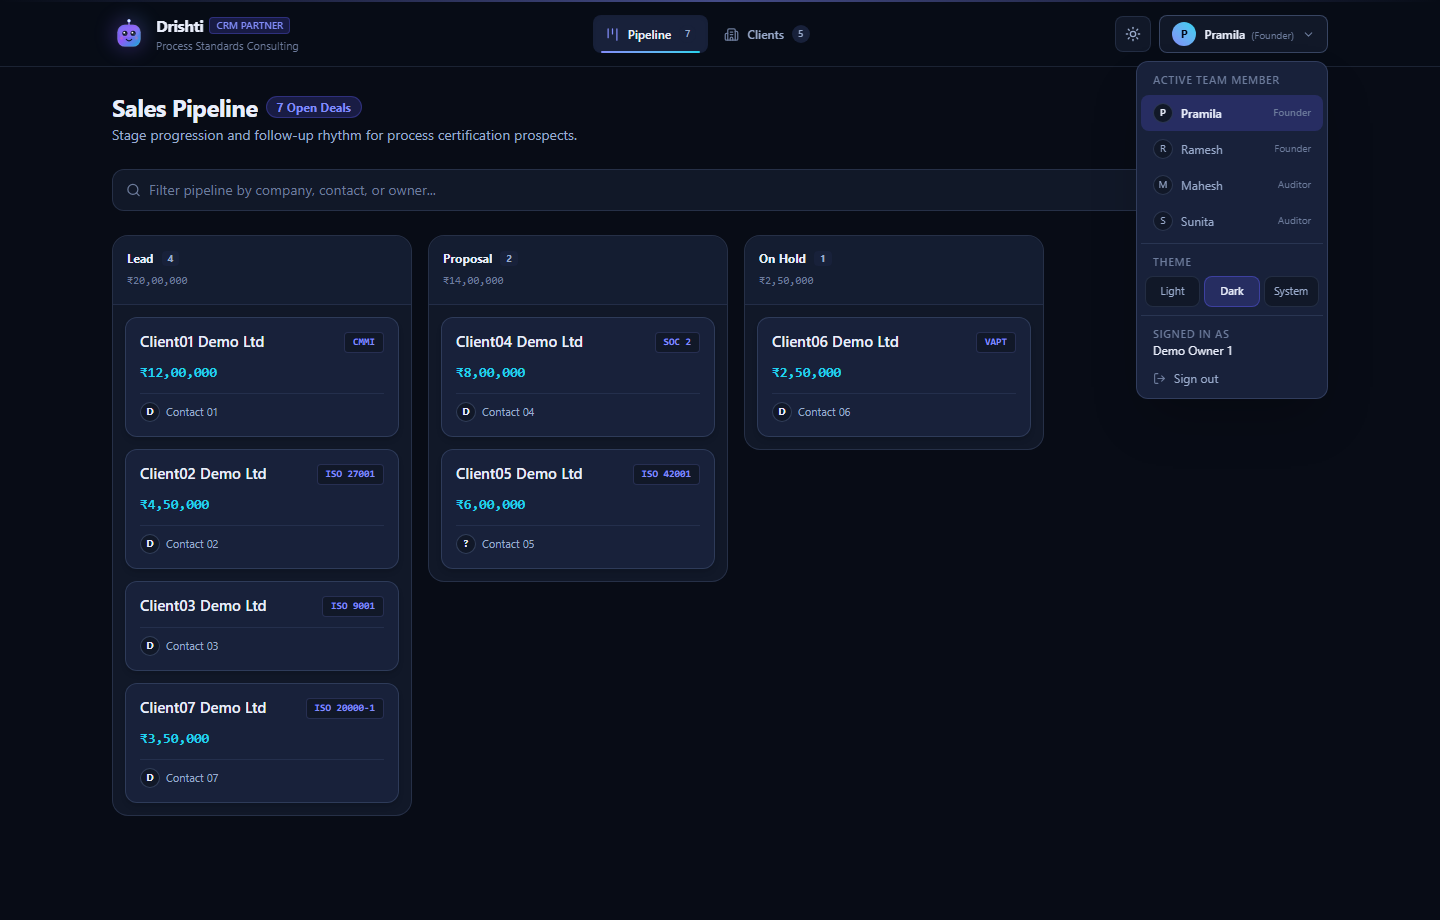 Drishti CRM PARTNER
Process Standards Consulting
Pipeline 7
Clients 5
P Pramila (Founder)
ACTIVE TEAM MEMBER
P Pramila Founder
R Ramesh Founder
M Mahesh Auditor
S Sunita Auditor
THEME
Light Dark System
SIGNED IN AS
Demo Owner 1
Sign out
Sales Pipeline 7 Open Deals
Stage progression and follow-up rhythm for process certification prospects.
Filter pipeline by company, contact, or owner...
Lead 4
₹20,00,000
Client01 Demo Ltd CMMI
₹12,00,000
D Contact 01
Client02 Demo Ltd ISO 27001
₹4,50,000
D Contact 02
Client03 Demo Ltd ISO 9001
D Contact 03
Client07 Demo Ltd ISO 20000-1
₹3,50,000
D Contact 07
Proposal 2
₹14,00,000
Client04 Demo Ltd SOC 2
₹8,00,000
D Contact 04
Client05 Demo Ltd ISO 42001
₹6,00,000
? Contact 05
On Hold 1
₹2,50,000
Client06 Demo Ltd VAPT
₹2,50,000
D Contact 06